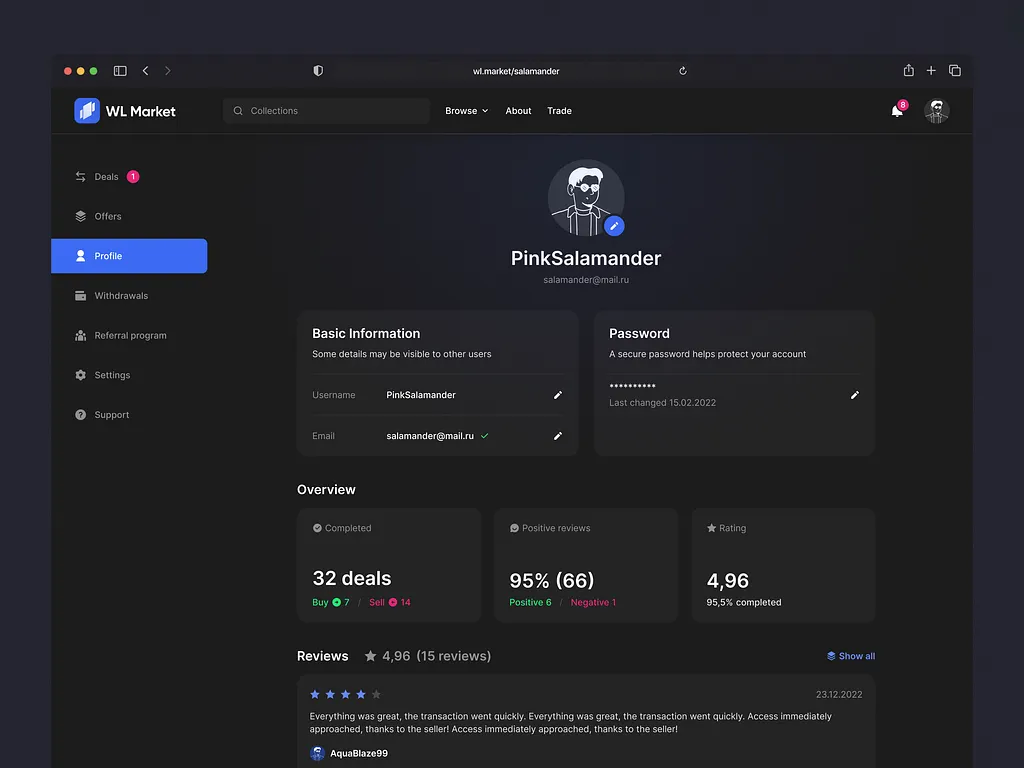 wl.market/salamander
WL Market
Collections
Browse
About
Trade
8
Deals 1
Offers
Profile
Withdrawals
Referral program
Settings
Support
PinkSalamander
salamander@mail.ru
Basic Information
Some details may be visible to other users
Username PinkSalamander
Email salamander@mail.ru
Password
A secure password helps protect your account
**********
Last changed 15.02.2022
Overview
Completed
32 deals
Buy 7 / Sell 14
Positive reviews
95% (66)
Positive 6 / Negative 1
Rating
4,96
95,5% completed
Reviews 4,96 (15 reviews)
Show all
23.12.2022
Everything was great, the transaction went quickly. Everything was great, the transaction went quickly. Access immediately
approached, thanks to the seller! Access immediately approached, thanks to the seller!
AquaBlaze99